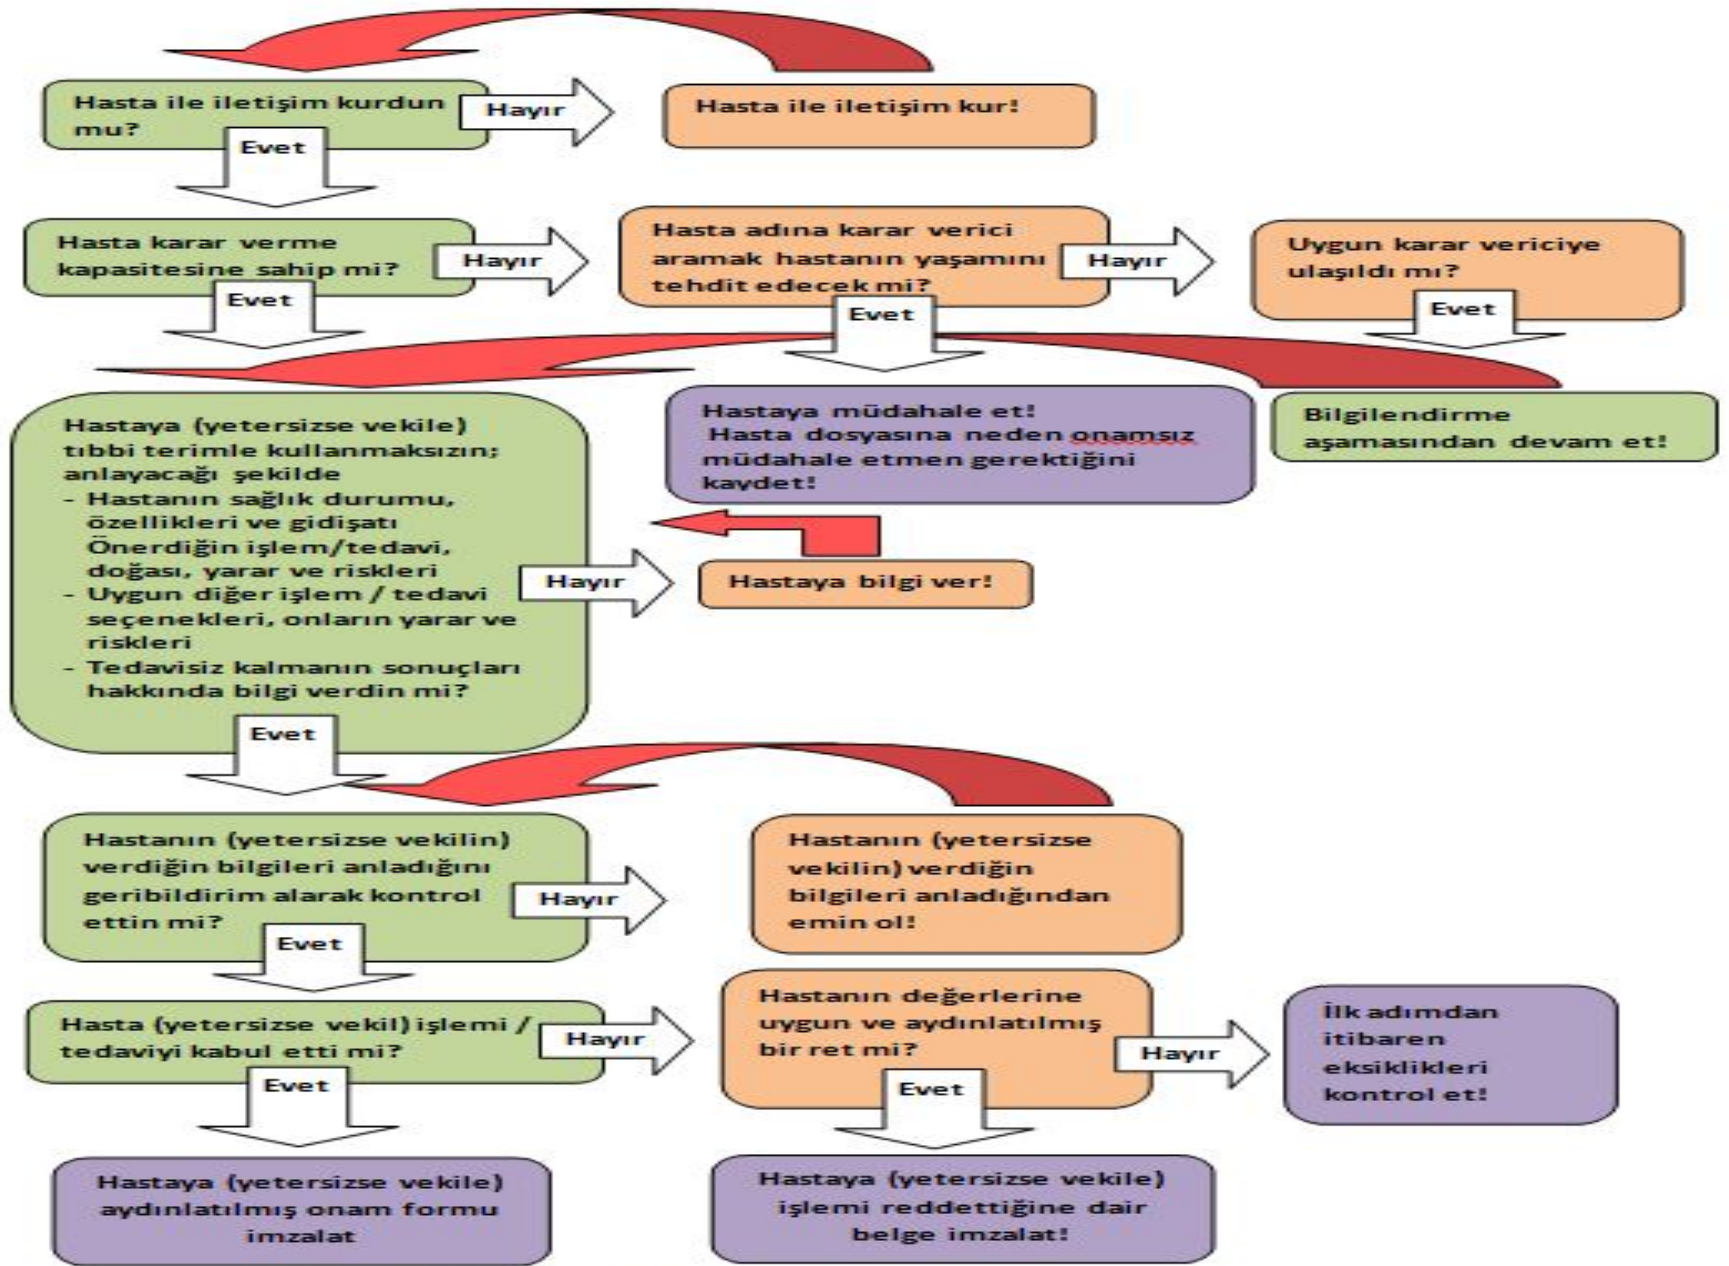 Hasta ile iletişim kurdun
mu?
Hayır
Hasta ile iletişim kur!
Evet
Hasta karar verme
kapasitesine sahip mi?
Hayır
Hasta adına karar verici
aramak hastanın yaşamını
tehdit edecek mi?
Hayır
Uygun karar vericiye
ulaşıldı mı?
Evet
Evet
Evet
Hastaya müdahale et!
Hasta dosyasına neden onamsız
müdahale etmen gerektiğini
kaydet!
Bilgilendirme
aşamasından devam et!
Hastaya (yetersizse vekile)
tıbbi terimle kullanmaksızın;
anlayacağı şekilde
- Hastanın sağlık durumu,
özellikleri ve gidişatı
Önerdiğin işlem/tedavi,
doğası, yarar ve riskleri
- Uygun diğer işlem / tedavi
seçenekleri, onların yarar ve
riskleri
- Tedavisiz kalmanın sonuçları
hakkında bilgi verdin mi?
Hayır
Hastaya bilgi ver!
Evet
Hastanın (yetersizse vekilin)
verdiğin bilgileri anladığını
geribildirim alarak kontrol
ettin mi?
Hayır
Hastanın (yetersizse
vekilin) verdiğin
bilgileri anladığından
emin ol!
Evet
Hasta (yetersizse vekil) işlemi /
tedaviyi kabul etti mi?
Hayır
Hastanın değerlerine
uygun ve aydınlatılmış
bir ret mi?
Hayır
İlk adımdan
itibaren
eksiklikleri
kontrol et!
Evet
Evet
Hastaya (yetersizse vekile)
aydınlatılmış onam formu
imzalat
Hastaya (yetersizse vekile)
işlemi reddettiğine dair
belge imzalat!